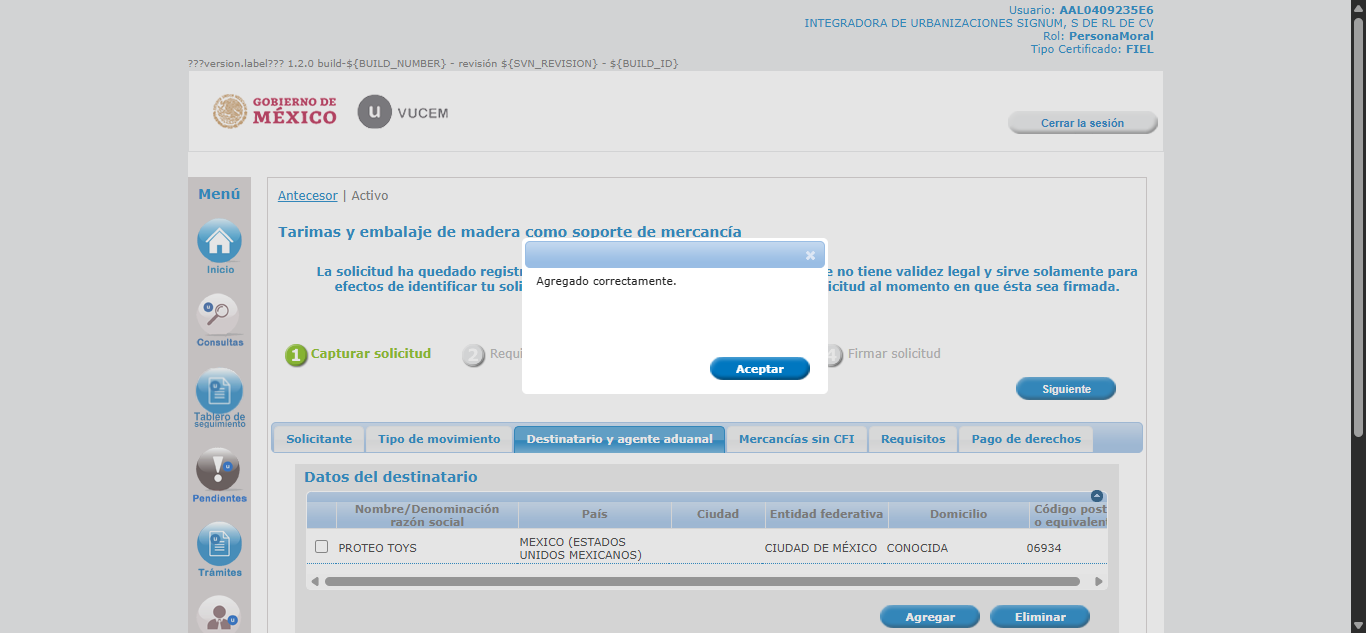 Usuario: AAL0409235E6
INTEGRADORA DE URBANIZACIONES SIGNUM, S DE RL DE CV
Rol: PersonaMoral
Tipo Certificado: FIEL
???version.label??? 1.2.0 build-${BUILD_NUMBER} - revisión ${SVN_REVISION} - ${BUILD_ID}
GOBIERNO DE
MÉXICO
u VUCEM
Cerrar la sesión
Menú
Inicio
Consultas
Tablero de
seguimiento
Pendientes
Trámites
Antecesor | Activo
Tarimas y embalaje de madera como soporte de mercancía
La solicitud ha quedado regist
e no tiene validez legal y sirve solamente para
efectos de identificar tu soli
icitud al momento en que ésta sea firmada.
Agregado correctamente.
Aceptar
1 Capturar solicitud
2 Requi
4 Firmar solicitud
Siguiente
Solicitante
Tipo de movimiento
Destinatario y agente aduanal
Mercancías sin CFI
Requisitos
Pago de derechos
Datos del destinatario
Nombre/Denominación
razón social
País
Ciudad
Entidad federativa
Domicilio
Código post
o equivalen
PROTEO TOYS
MEXICO (ESTADOS
UNIDOS MEXICANOS)
CIUDAD DE MÉXICO
CONOCIDA
06934
Agregar
Eliminar